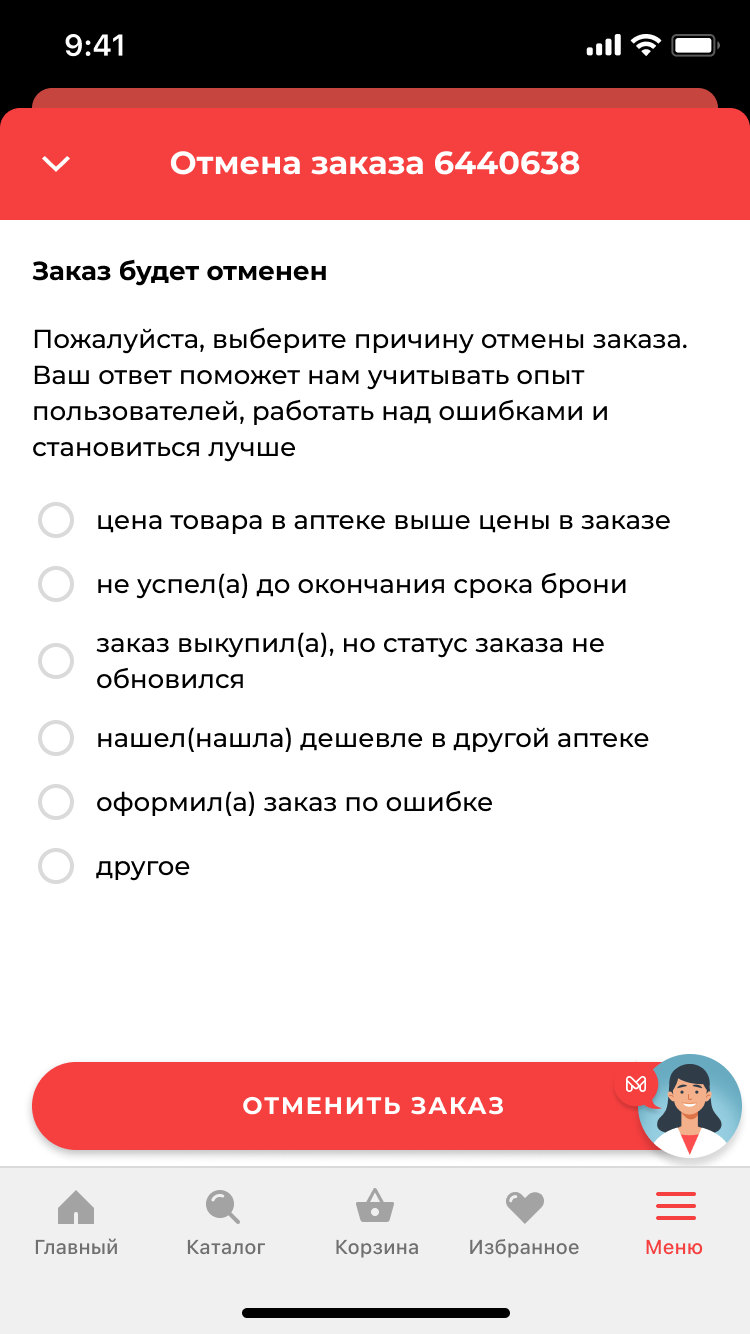 9:41
Отмена заказа 6440638
Заказ будет отменен
Пожалуйста, выберите причину отмены заказа.
Ваш ответ поможет нам учитывать опыт
пользователей, работать над ошибками и
становиться лучше
цена товара в аптеке выше цены в заказе
не успел(а) до окончания срока брони
заказ выкупил(а), но статус заказа не
обновился
нашел(нашла) дешевле в другой аптеке
оформил(а) заказ по ошибке
другое
ОТМЕНИТЬ ЗАКАЗ
Главный
Каталог
Корзина
Избранное
Меню